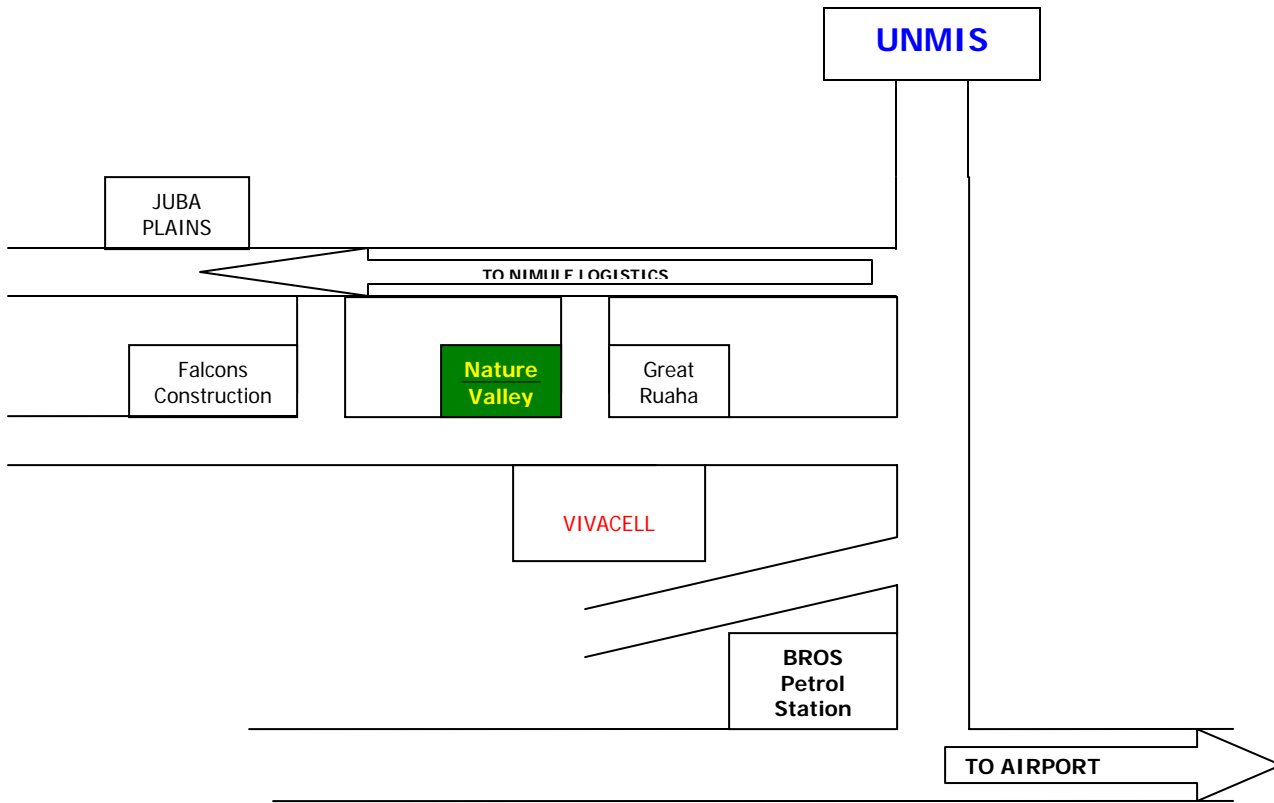 UNMIS
JUBA
PLAINS
TO NIMULE LOGISTICS
Falcons
Construction
Nature
Valley
Great
Ruaha
VIVACELL
BROS
Petrol
Station
TO AIRPORT